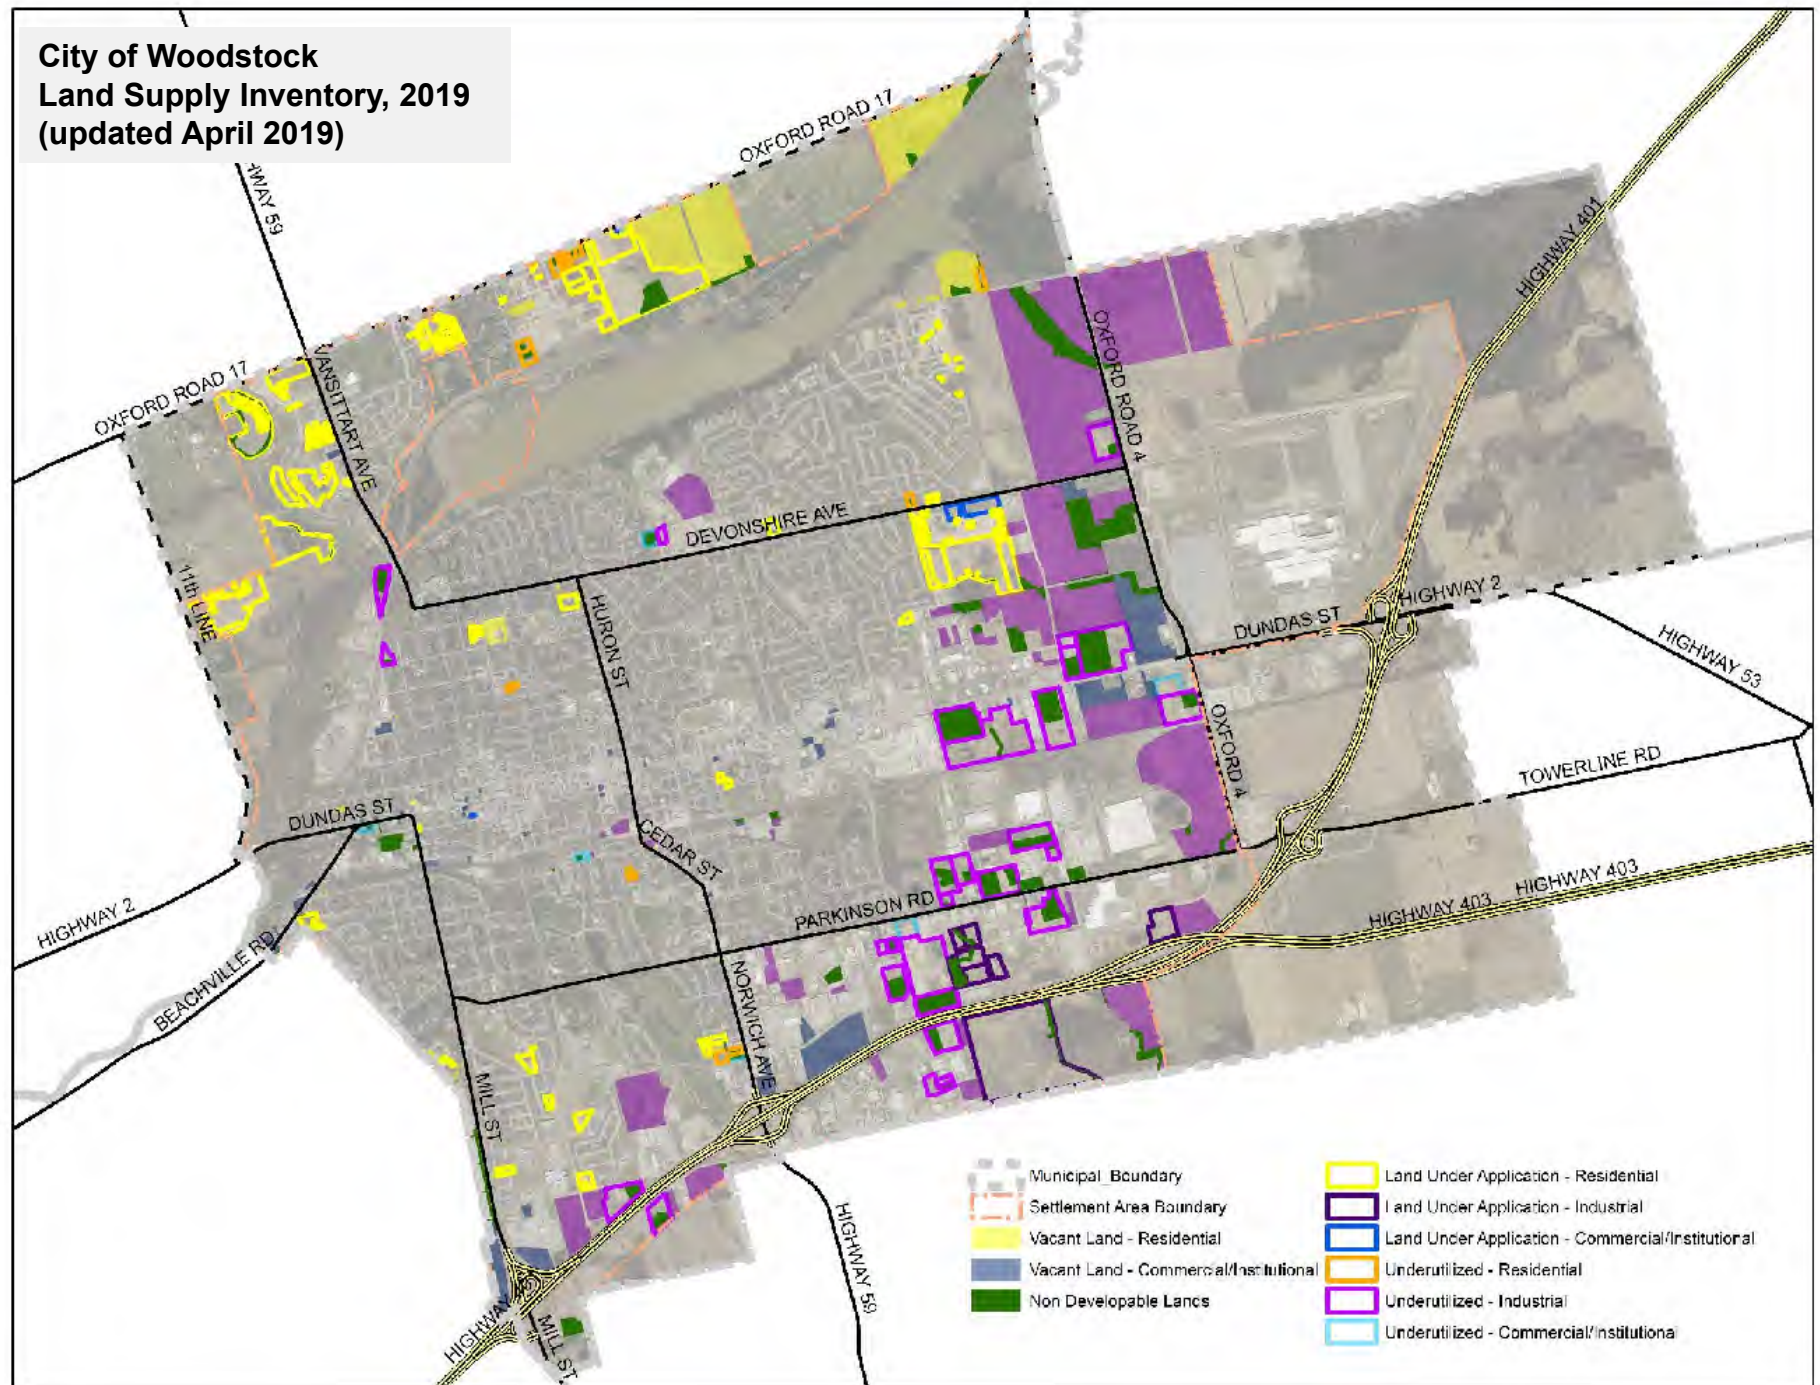 City of Woodstock
Land Supply Inventory, 2019
(updated April 2019)
HWAY 59
OXFORD ROAD 17
HIGHWAY 401
OXFORD ROAD 17
VANSITTART AVE
OXFORD ROAD 4
DEVONSHIRE AVE
11th LINE
HURON ST
HIGHWAY 2
DUNDAS ST
HIGHWAY 53
OXFORD 4
TOWERLINE RD
DUNDAS ST
CEDAR ST
HIGHWAY 2
PARKINSON RD
HIGHWAY 403
HIGHWAY 403
BEACHVILLE RD
NORWICH AVE
MILL ST
HIGHWAY 59
HIGHWAY
MILL ST
Municipal_Boundary
Settlement Area Boundary
Vacant Land - Residential
Vacant Land - Commercial/Institutional
Non Developable Lands
Land Under Application - Residential
Land Under Application - Industrial
Land Under Application - Commercial/Institutional
Underutilized - Residential
Underutilized - Industrial
Underutilized - Commercial/Institutional